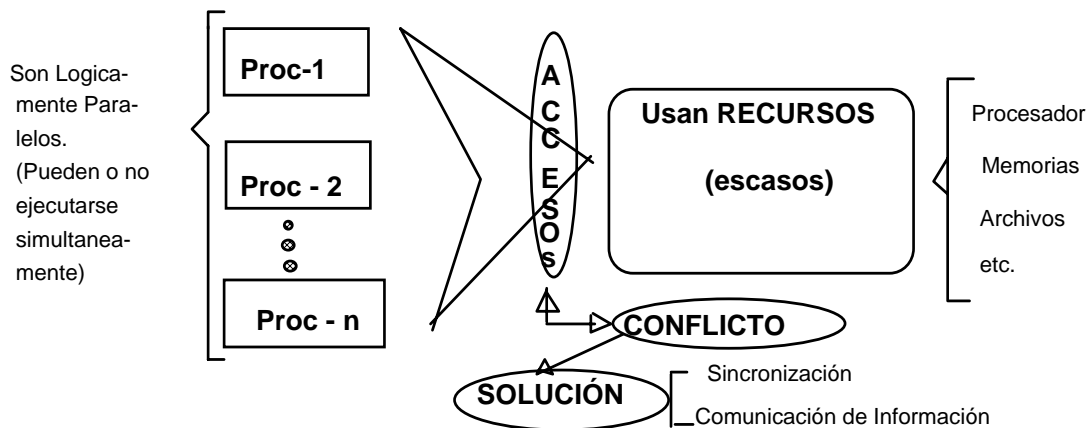 Son Logica-
mente Para-
lelos.
(Pueden o no
ejecutarse
simultanea-
mente)
Proc-1
Proc - 2
Proc - n
ACCESOs
Usan RECURSOS
(escasos)
Procesador
Memorias
Archivos
etc.
CONFLICTO
SOLUCIÓN
Sincronización
Comunicación de Información